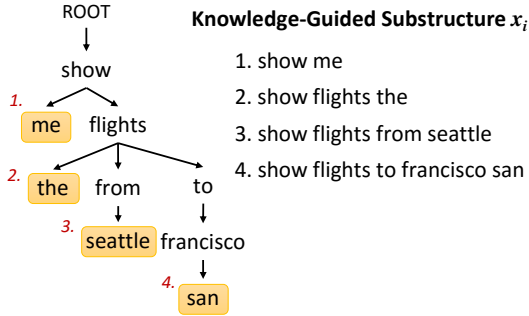 ROOT
show
1.
me flights
2.
the from to
3.
seattle francisco
4.
san
Knowledge-Guided Substructure x_i
1. show me
2. show flights the
3. show flights from seattle
4. show flights to francisco san